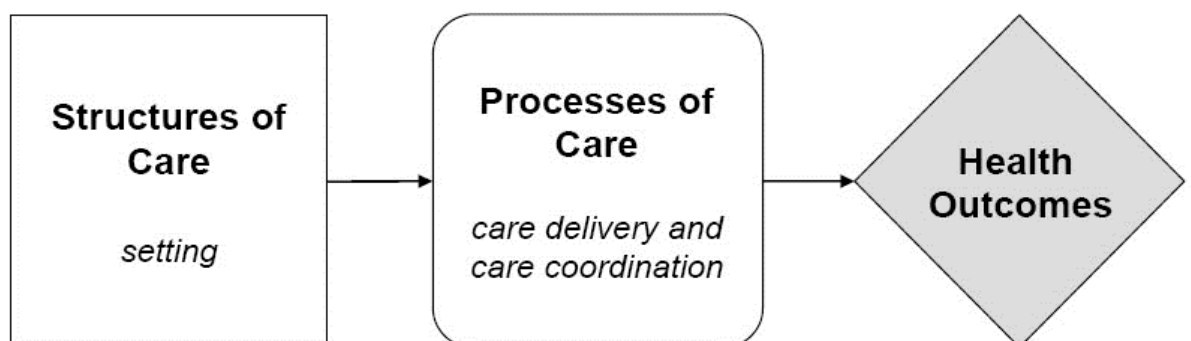 Structures of
Care
setting
Processes of
Care
care delivery and
care coordination
Health
Outcomes